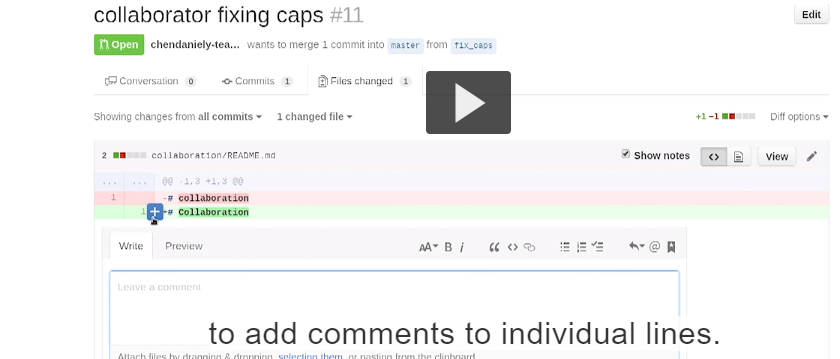 collaborator fixing caps #11
Edit
Open chendaniely-tea... wants to merge 1 commit into master from fix_caps
Conversation 0 Commits 1 Files changed 1
Showing changes from all commits 1 changed file +1 −1 Diff options
2 collaboration/README.md Show notes View
... ... @@ -1,3 +1,3 @@
1 -# collaboration
1 +# Collaboration
Write Preview AA B i “ <> @
Leave a comment
to add comments to individual lines.
Attach files by dragging & dropping, selecting them, or pasting from the clipboard.